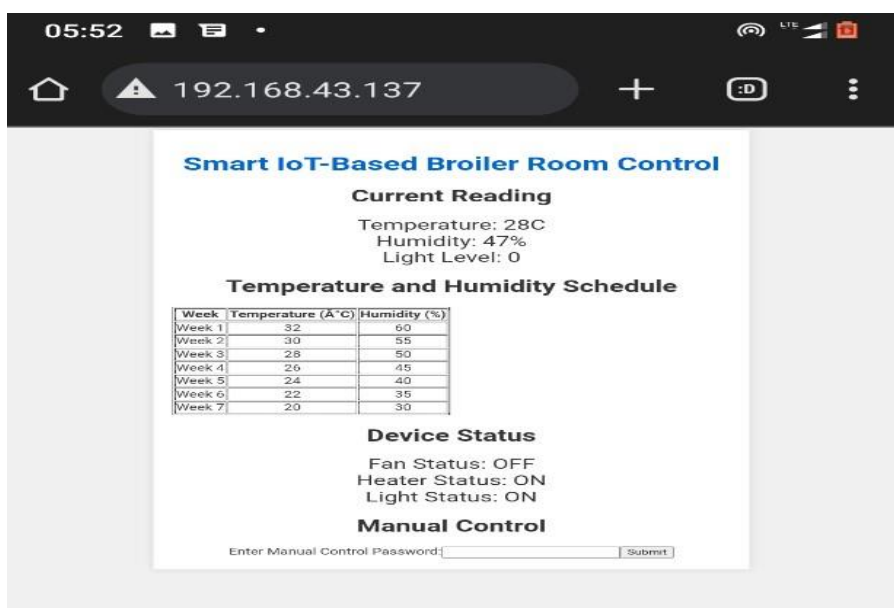 05:52
LTE
192.168.43.137
:D
Smart IoT-Based Broiler Room Control
Current Reading
Temperature: 28C
Humidity: 47%
Light Level: 0
Temperature and Humidity Schedule
Week Temperature (Â°C) Humidity (%)
Week 1 32 60
Week 2 30 55
Week 3 28 50
Week 4 26 45
Week 5 24 40
Week 6 22 35
Week 7 20 30
Device Status
Fan Status: OFF
Heater Status: ON
Light Status: ON
Manual Control
Enter Manual Control Password: Submit